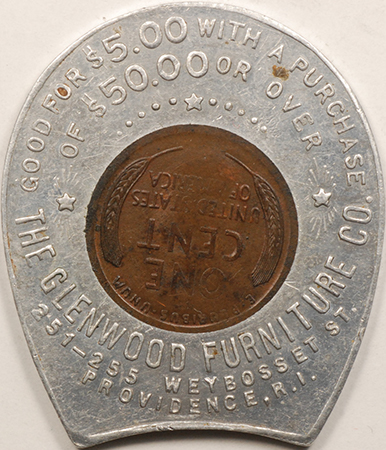 GOOD FOR $5.00 WITH A PURCHASE
OF $50.00 OR OVER
THE GLENWOOD FURNITURE CO.
251-255 WEYBOSSET ST.
PROVIDENCE, R.I.
E PLURIBUS UNUM
ONE
CENT
UNITED STATES
OF AMERICA